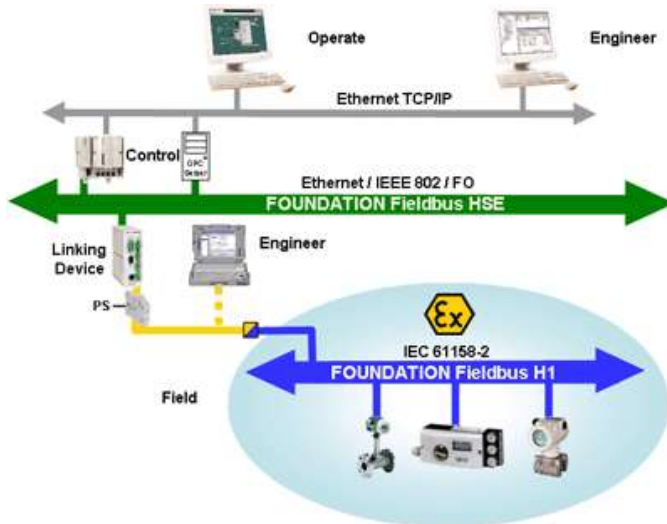 Operate
Engineer
Ethernet TCP/IP
Control
OPC
Server
Ethernet / IEEE 802 / FO
FOUNDATION Fieldbus HSE
Linking
Device
Engineer
PS
Ex
IEC 61158-2
FOUNDATION Fieldbus H1
Field